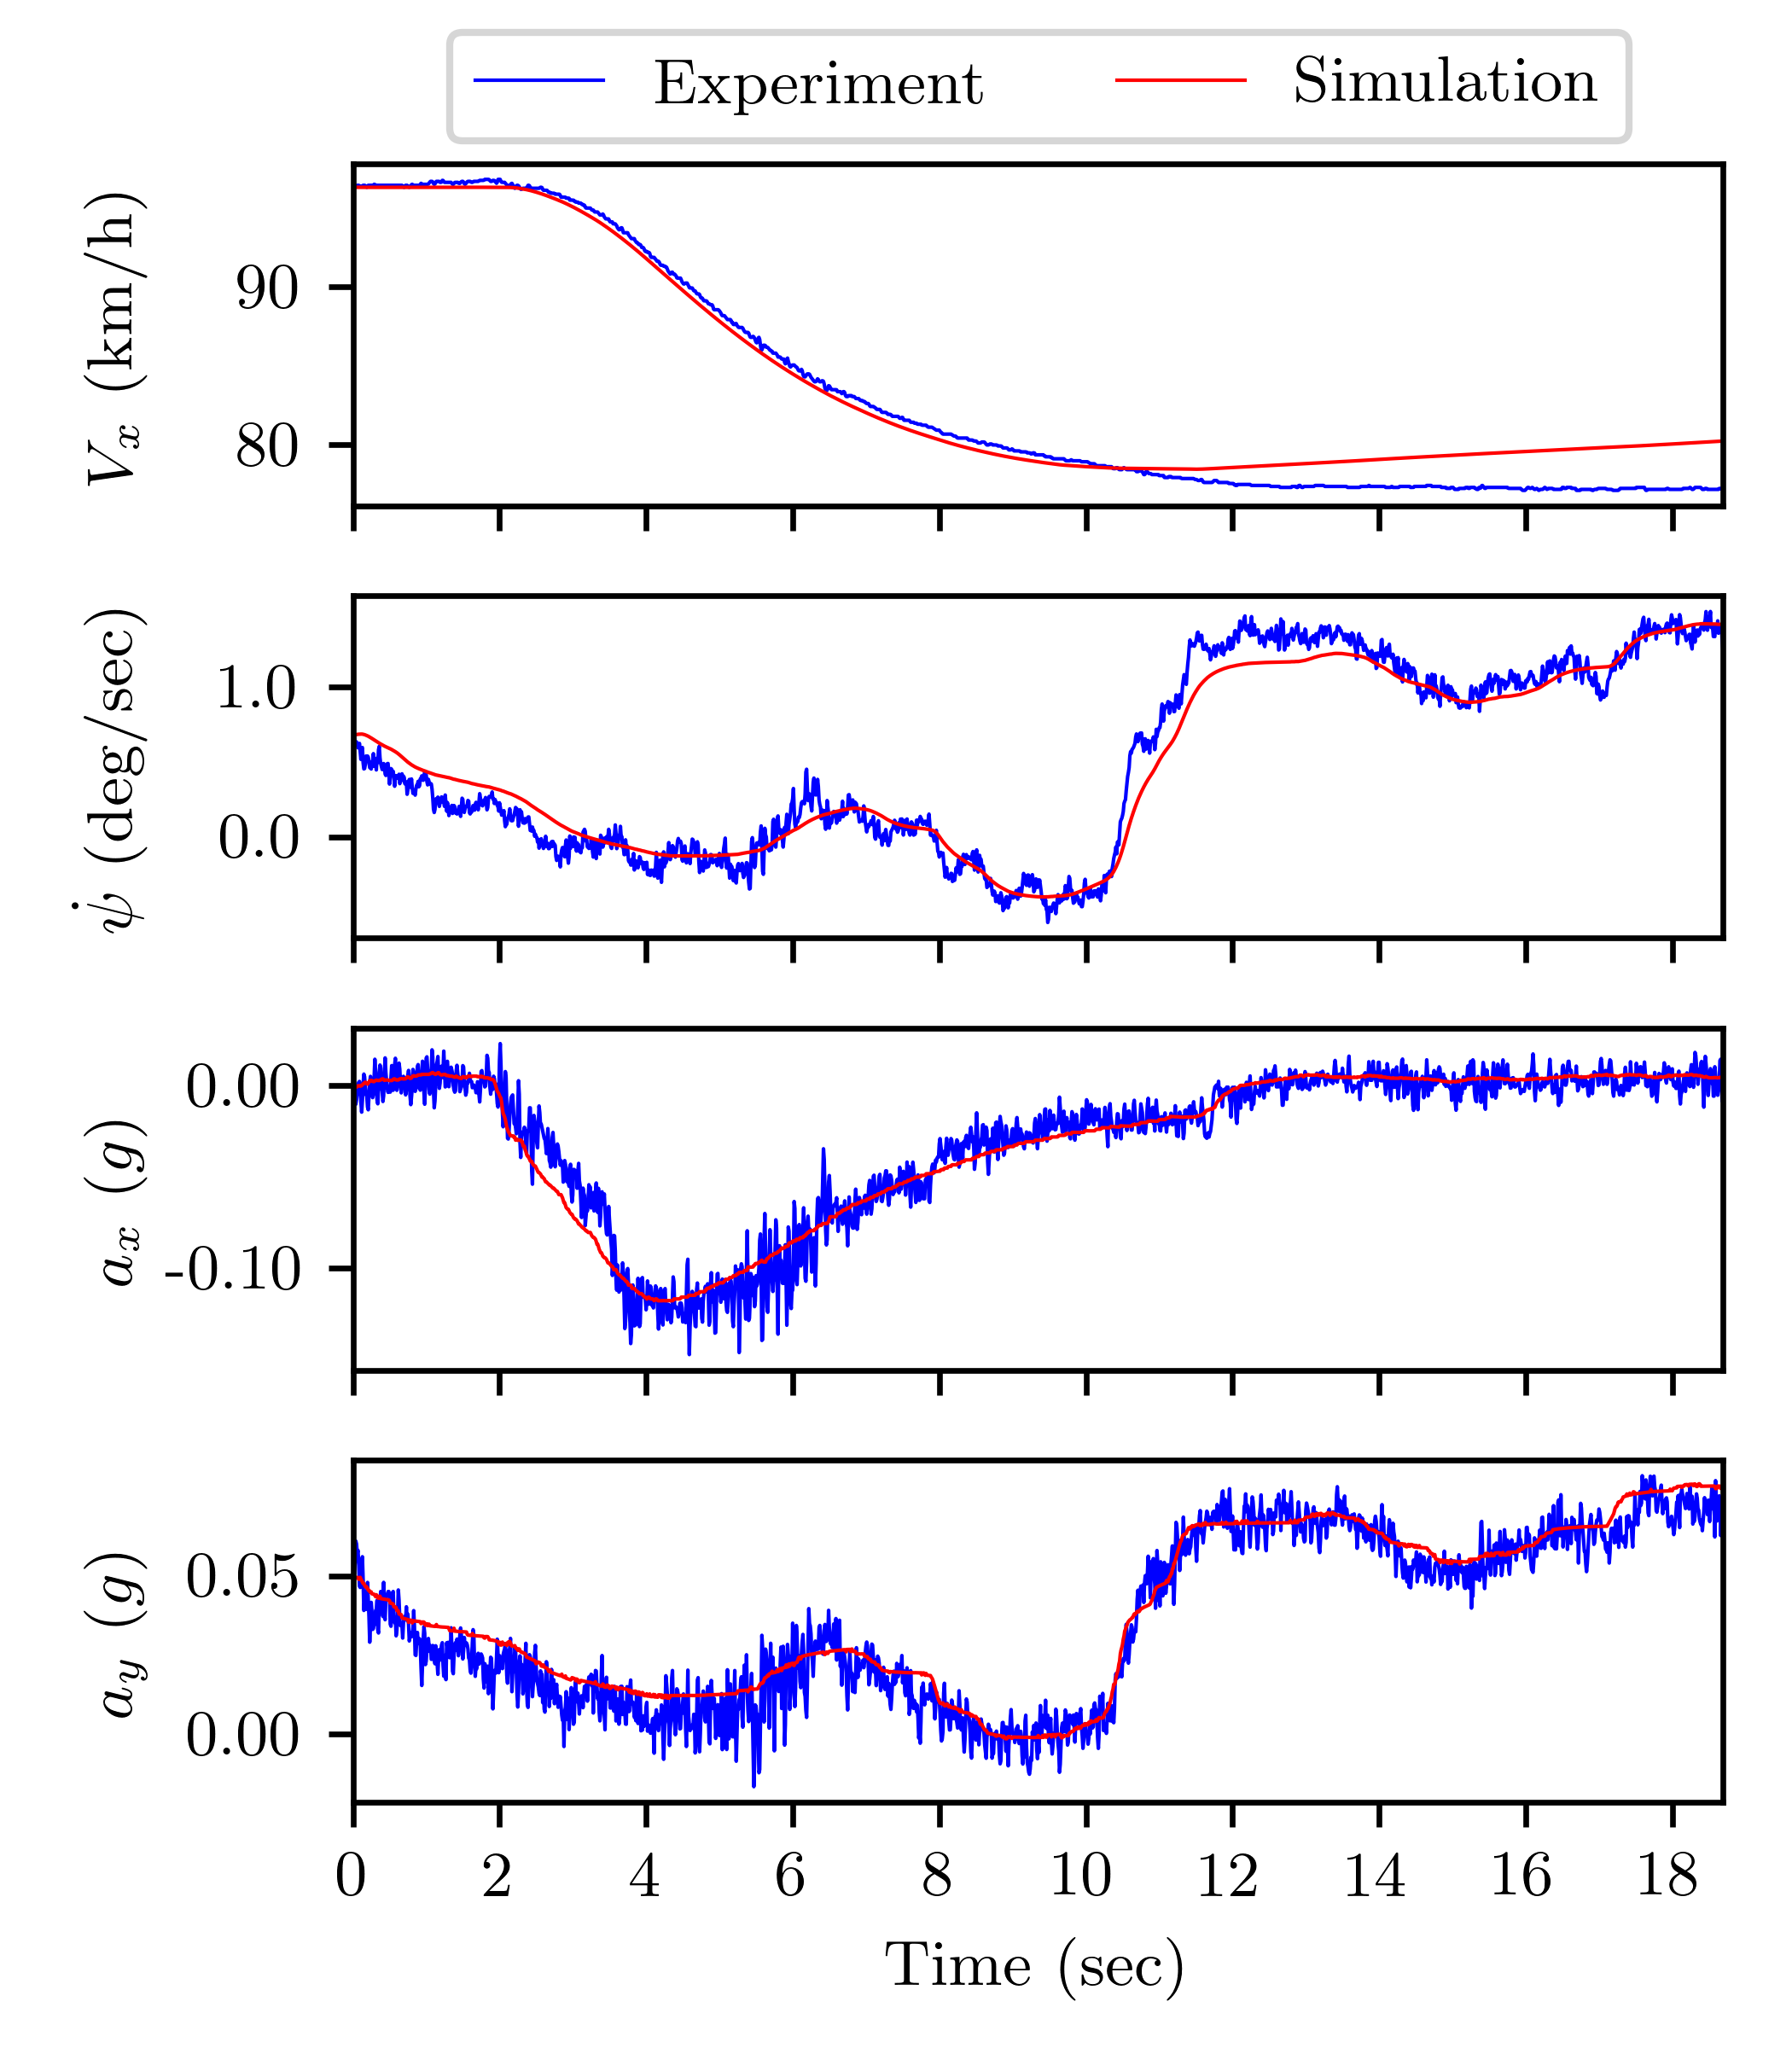 Experiment Simulation
V_x (km/h)
90
80
ψ̇ (deg/sec)
1.0
0.0
a_x (g)
0.00
-0.10
a_y (g)
0.05
0.00
0 2 4 6 8 10 12 14 16 18
Time (sec)